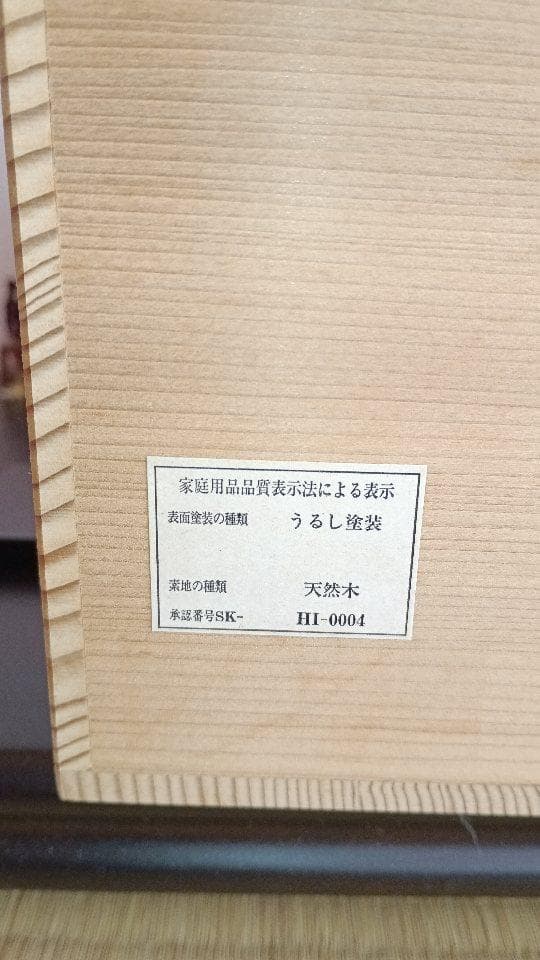 家庭用品品質表示法による表示
表面塗装の種類 うるし塗装
素地の種類 天然木
承認番号SK- HI-0004